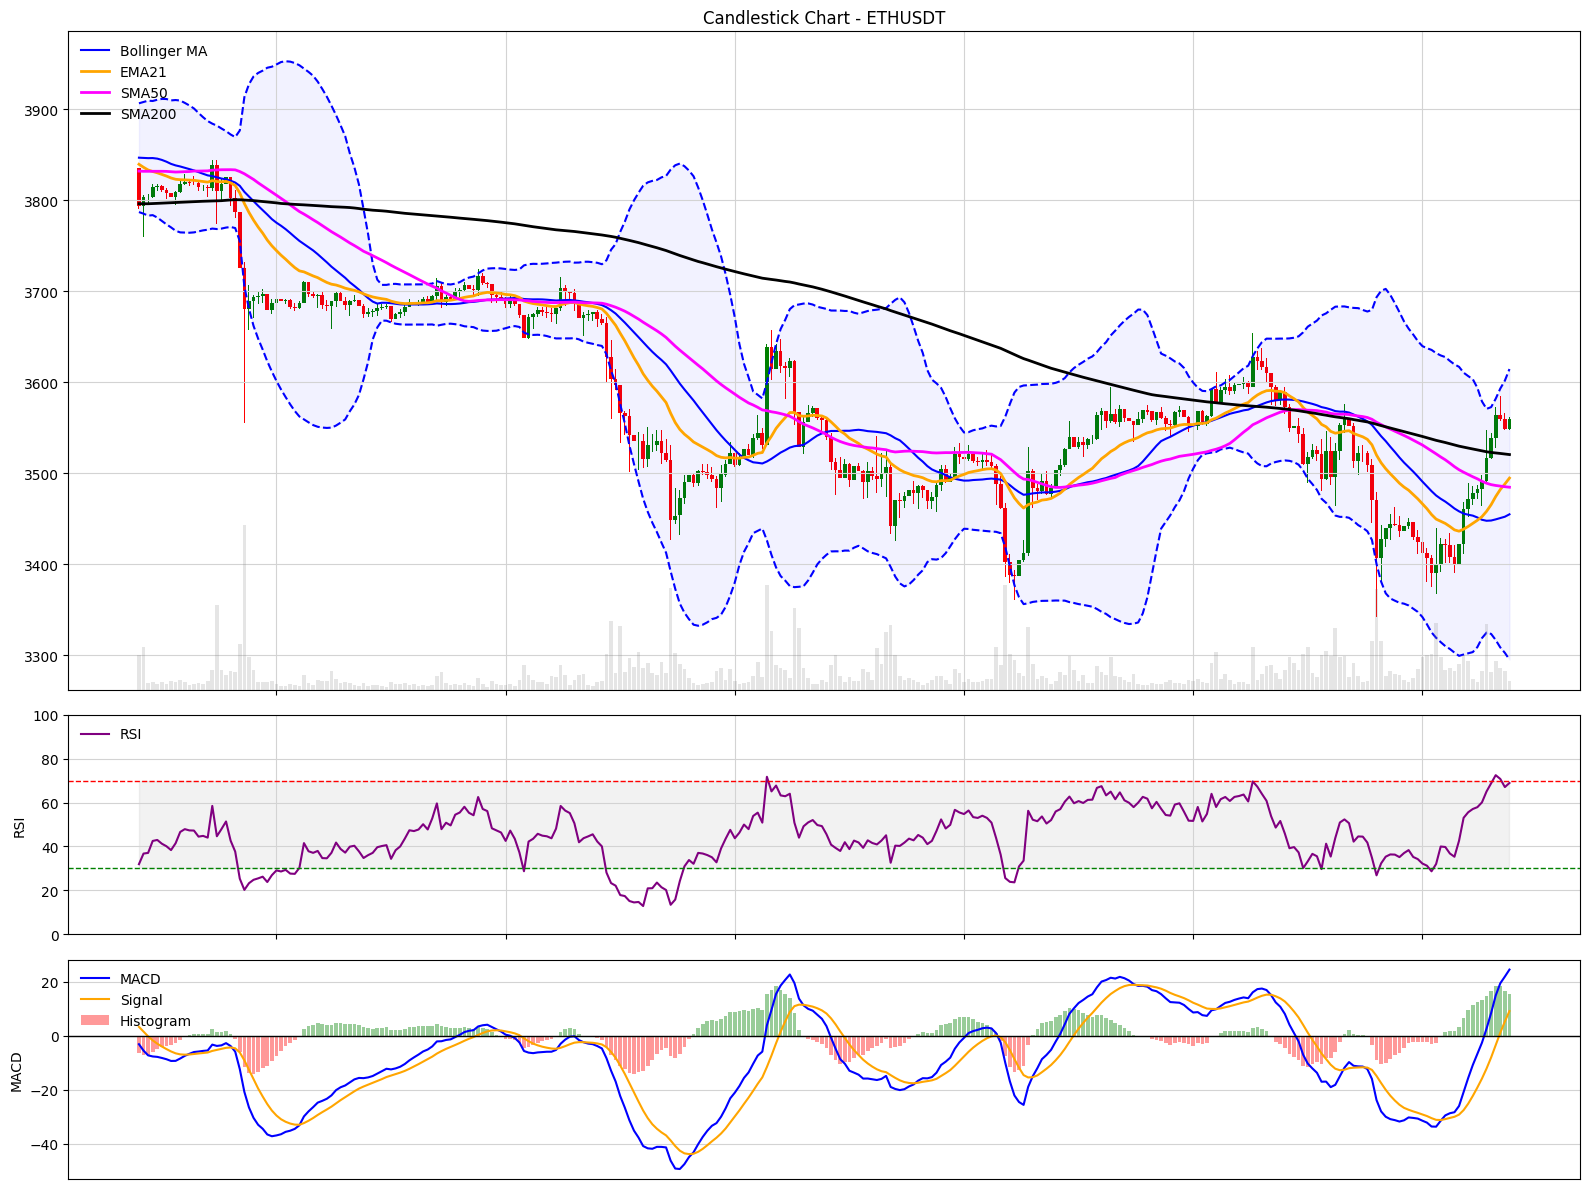 Candlestick Chart - ETHUSDT
Bollinger MA
EMA21
SMA50
SMA200
3900
3800
3700
3600
3500
3400
3300
100
80
60
40
20
0
RSI
RSI
20
0
−20
−40
MACD
MACD
Signal
Histogram